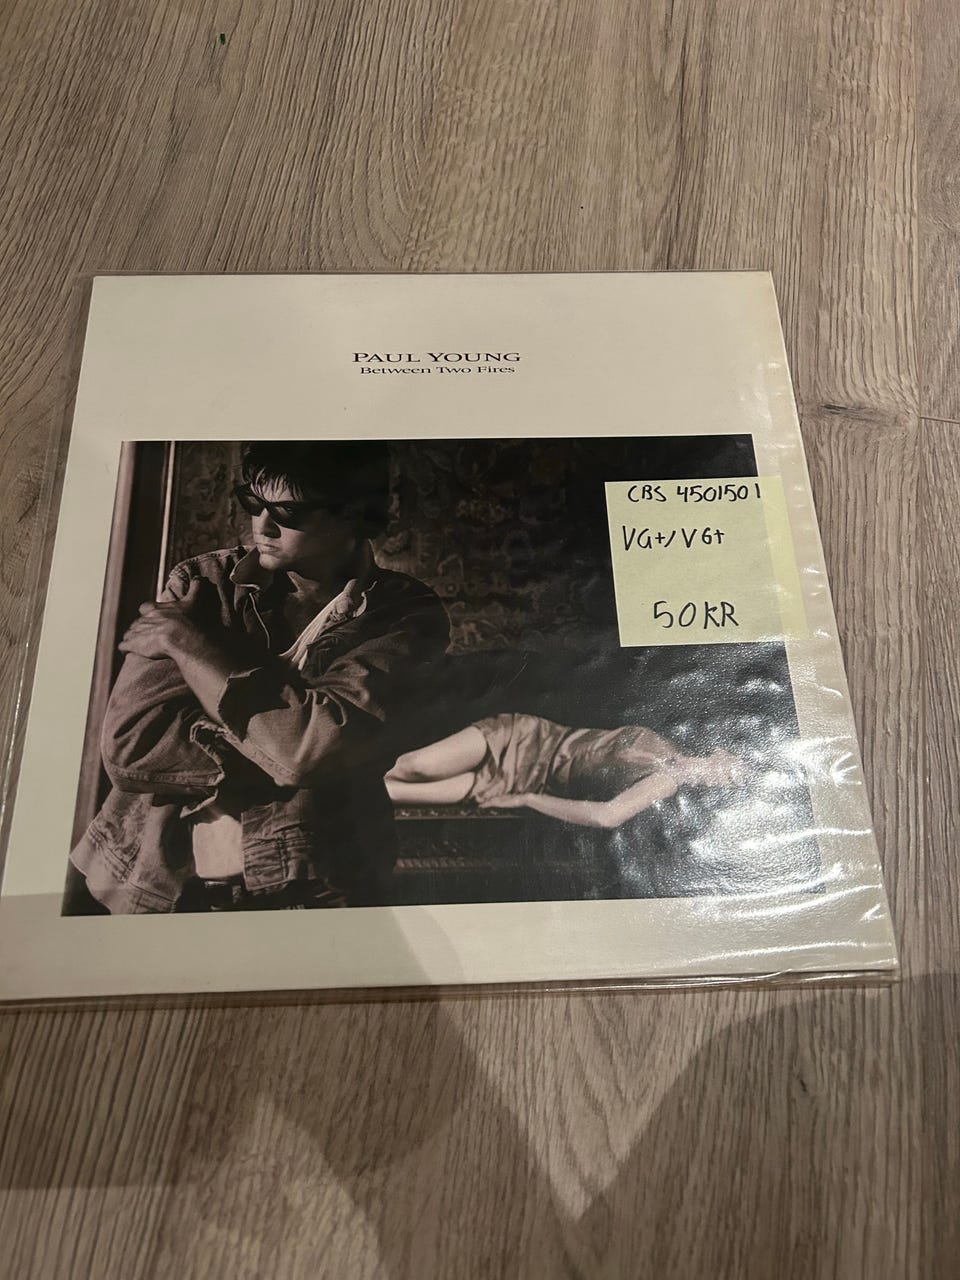 PAUL YOUNG
Between Two Fires
CBS 4501501
VG+/VG+
50KR